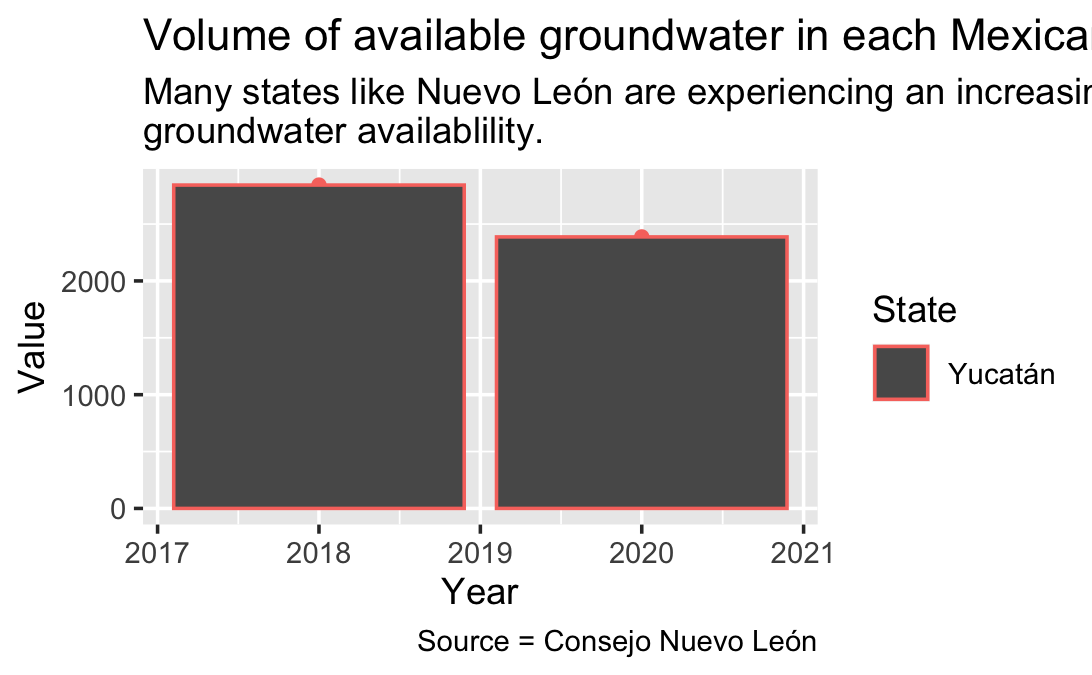 Volume of available groundwater in each Mexica
Many states like Nuevo León are experiencing an increasin
groundwater availablility.
Value
2000
1000
0
2017 2018 2019 2020 2021
Year
State
Yucatán
Source = Consejo Nuevo León